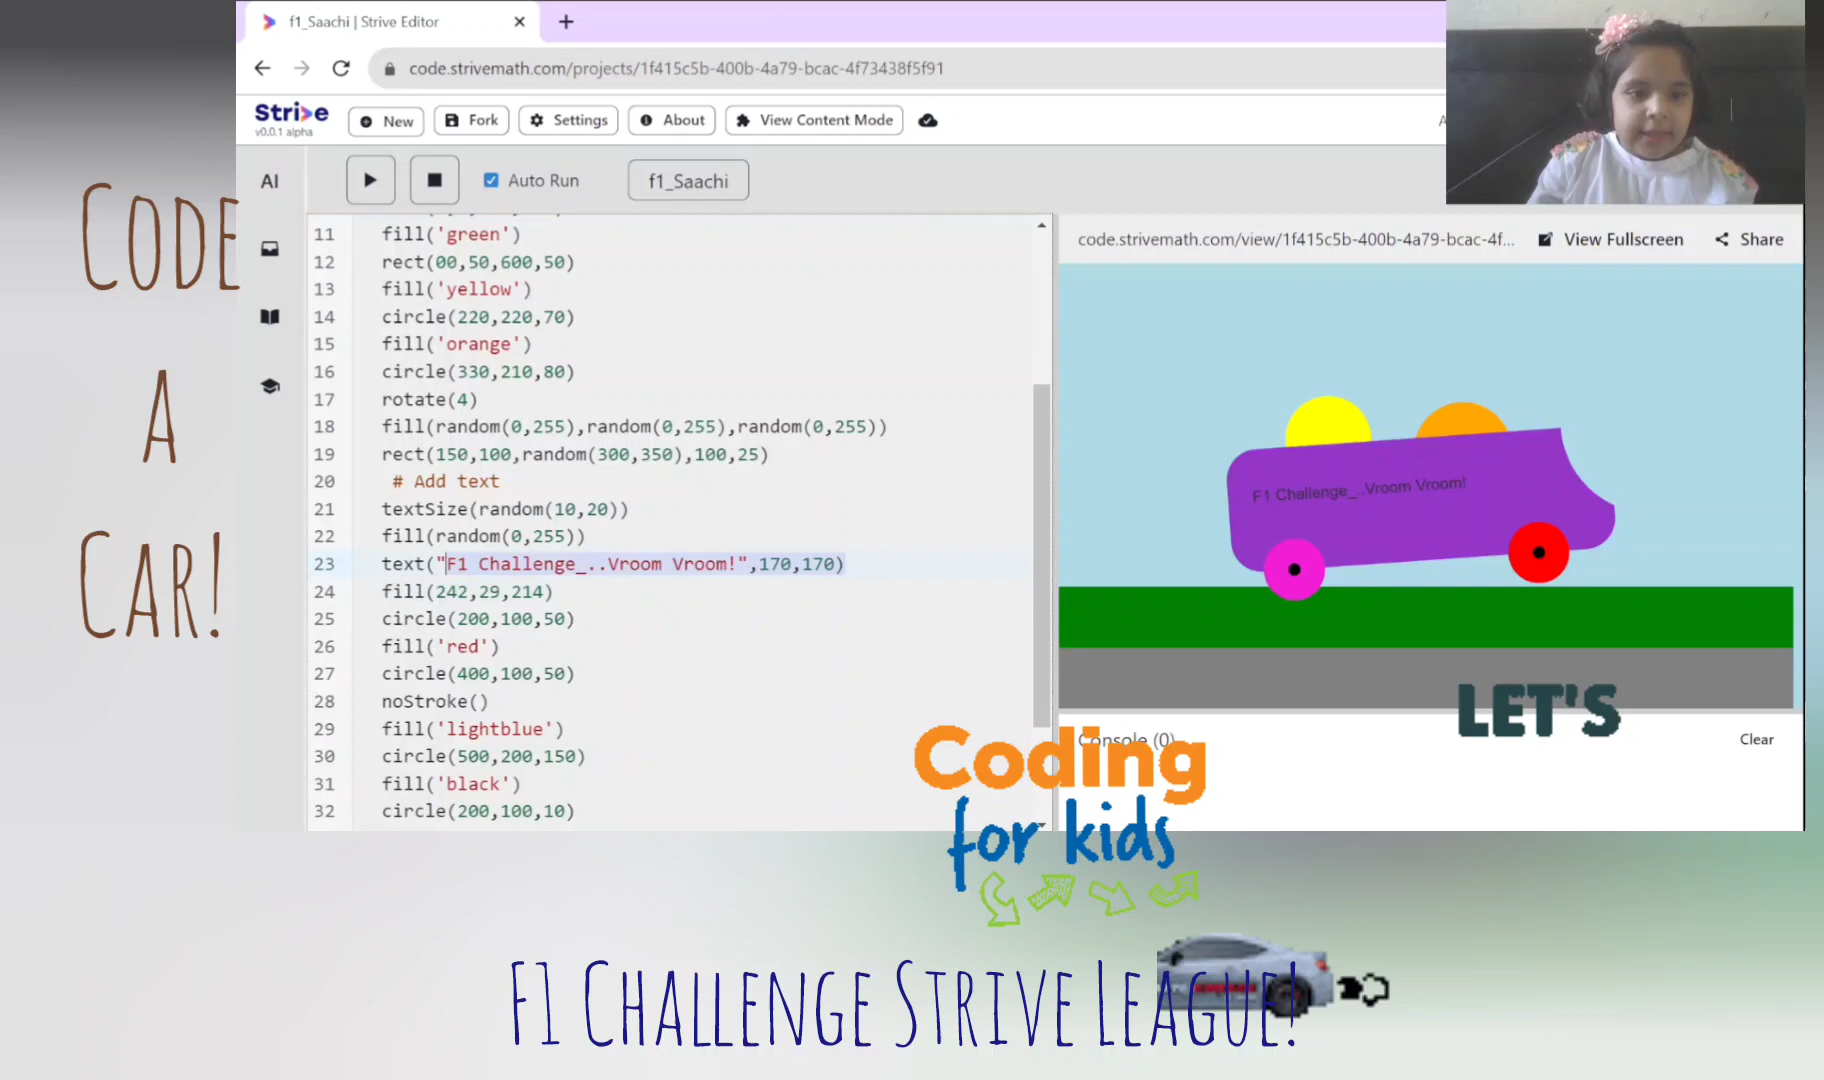 f1_Saachi | Strive Editor
code.strivemath.com/projects/1f415c5b-400b-4a79-bcac-4f73438f5f91
Strive
v0.0.1 alpha
New
Fork
Settings
About
View Content Mode
A
AI
Auto Run
f1_Saachi
11 fill('green')
12 rect(00,50,600,50)
13 fill('yellow')
14 circle(220,220,70)
15 fill('orange')
16 circle(330,210,80)
17 rotate(4)
18 fill(random(0,255),random(0,255),random(0,255))
19 rect(150,100,random(300,350),100,25)
20 # Add text
21 textSize(random(10,20))
22 fill(random(0,255))
23 text("F1 Challenge_..Vroom Vroom!",170,170)
24 fill(242,29,214)
25 circle(200,100,50)
26 fill('red')
27 circle(400,100,50)
28 noStroke()
29 fill('lightblue')
30 circle(500,200,150)
31 fill('black')
32 circle(200,100,10)
code.strivemath.com/view/1f415c5b-400b-4a79-bcac-4f...
View Fullscreen
Share
F1 Challenge_..Vroom Vroom!
Console (0)
Clear
CODE
A
CAR!
LET'S
Coding
for kids
F1 CHALLENGE STRIVE LEAGUE!